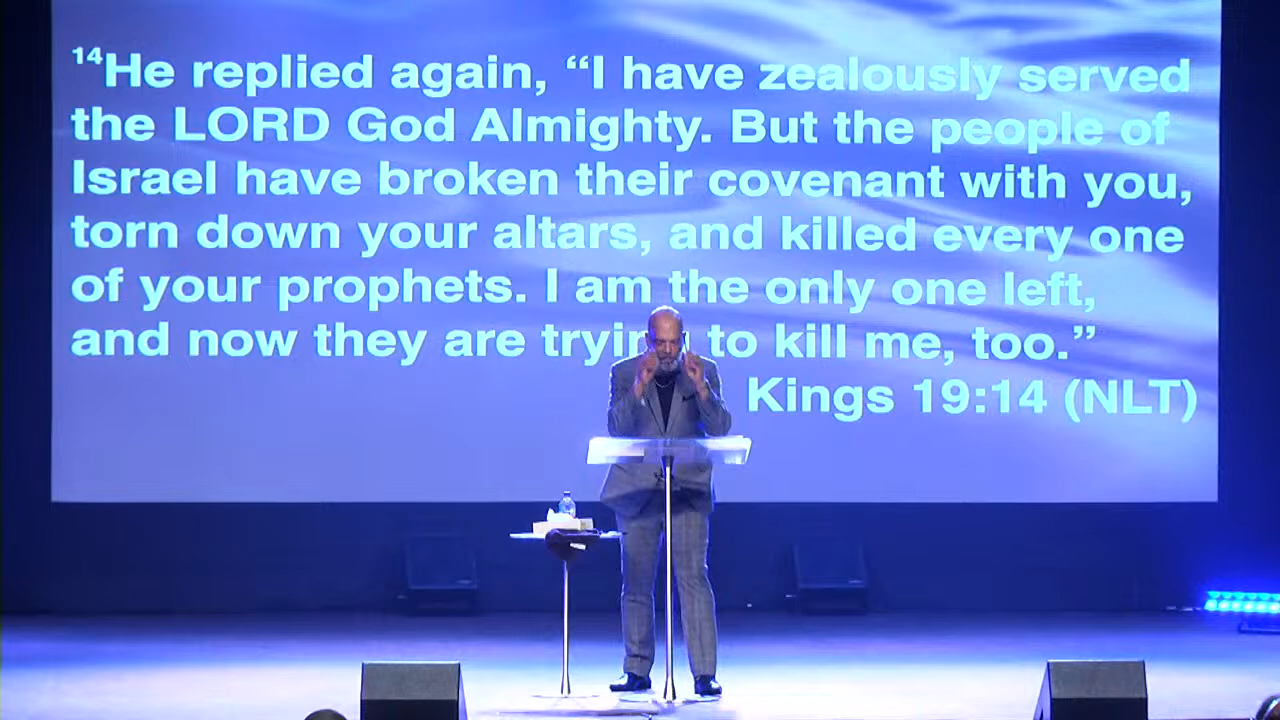 14He replied again, “I have zealously served
the LORD God Almighty. But the people of
Israel have broken their covenant with you,
torn down your altars, and killed every one
of your prophets. I am the only one left,
and now they are trying to kill me, too.”
Kings 19:14 (NLT)